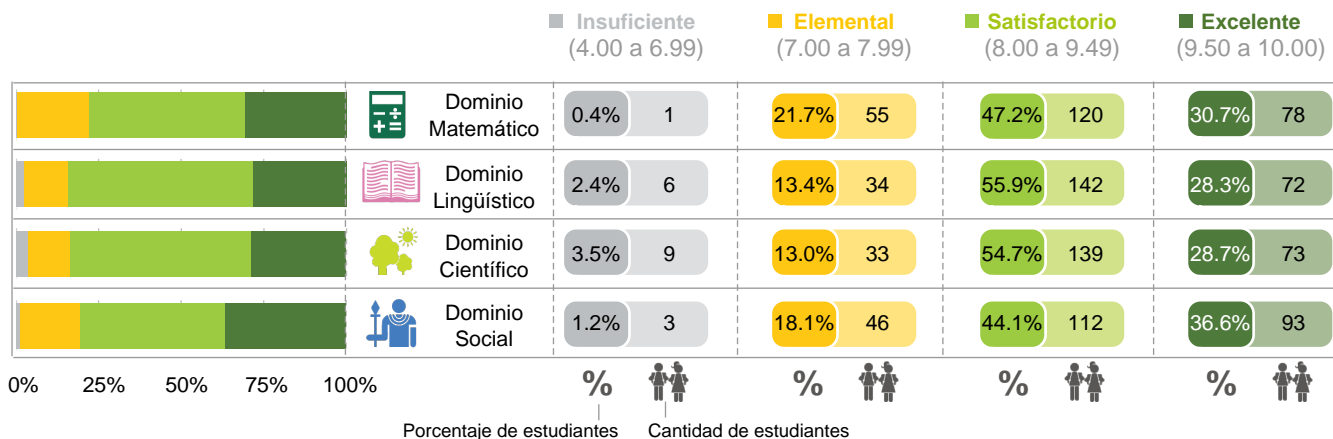 Insuficiente Elemental Satisfactorio Excelente
(4.00 a 6.99) (7.00 a 7.99) (8.00 a 9.49) (9.50 a 10.00)
Dominio
Matemático
0.4% 1 21.7% 55 47.2% 120 30.7% 78
Dominio
Lingüístico
2.4% 6 13.4% 34 55.9% 142 28.3% 72
Dominio
Científico
3.5% 9 13.0% 33 54.7% 139 28.7% 73
Dominio
Social
1.2% 3 18.1% 46 44.1% 112 36.6% 93
0% 25% 50% 75% 100% % % % %
Porcentaje de estudiantes Cantidad de estudiantes